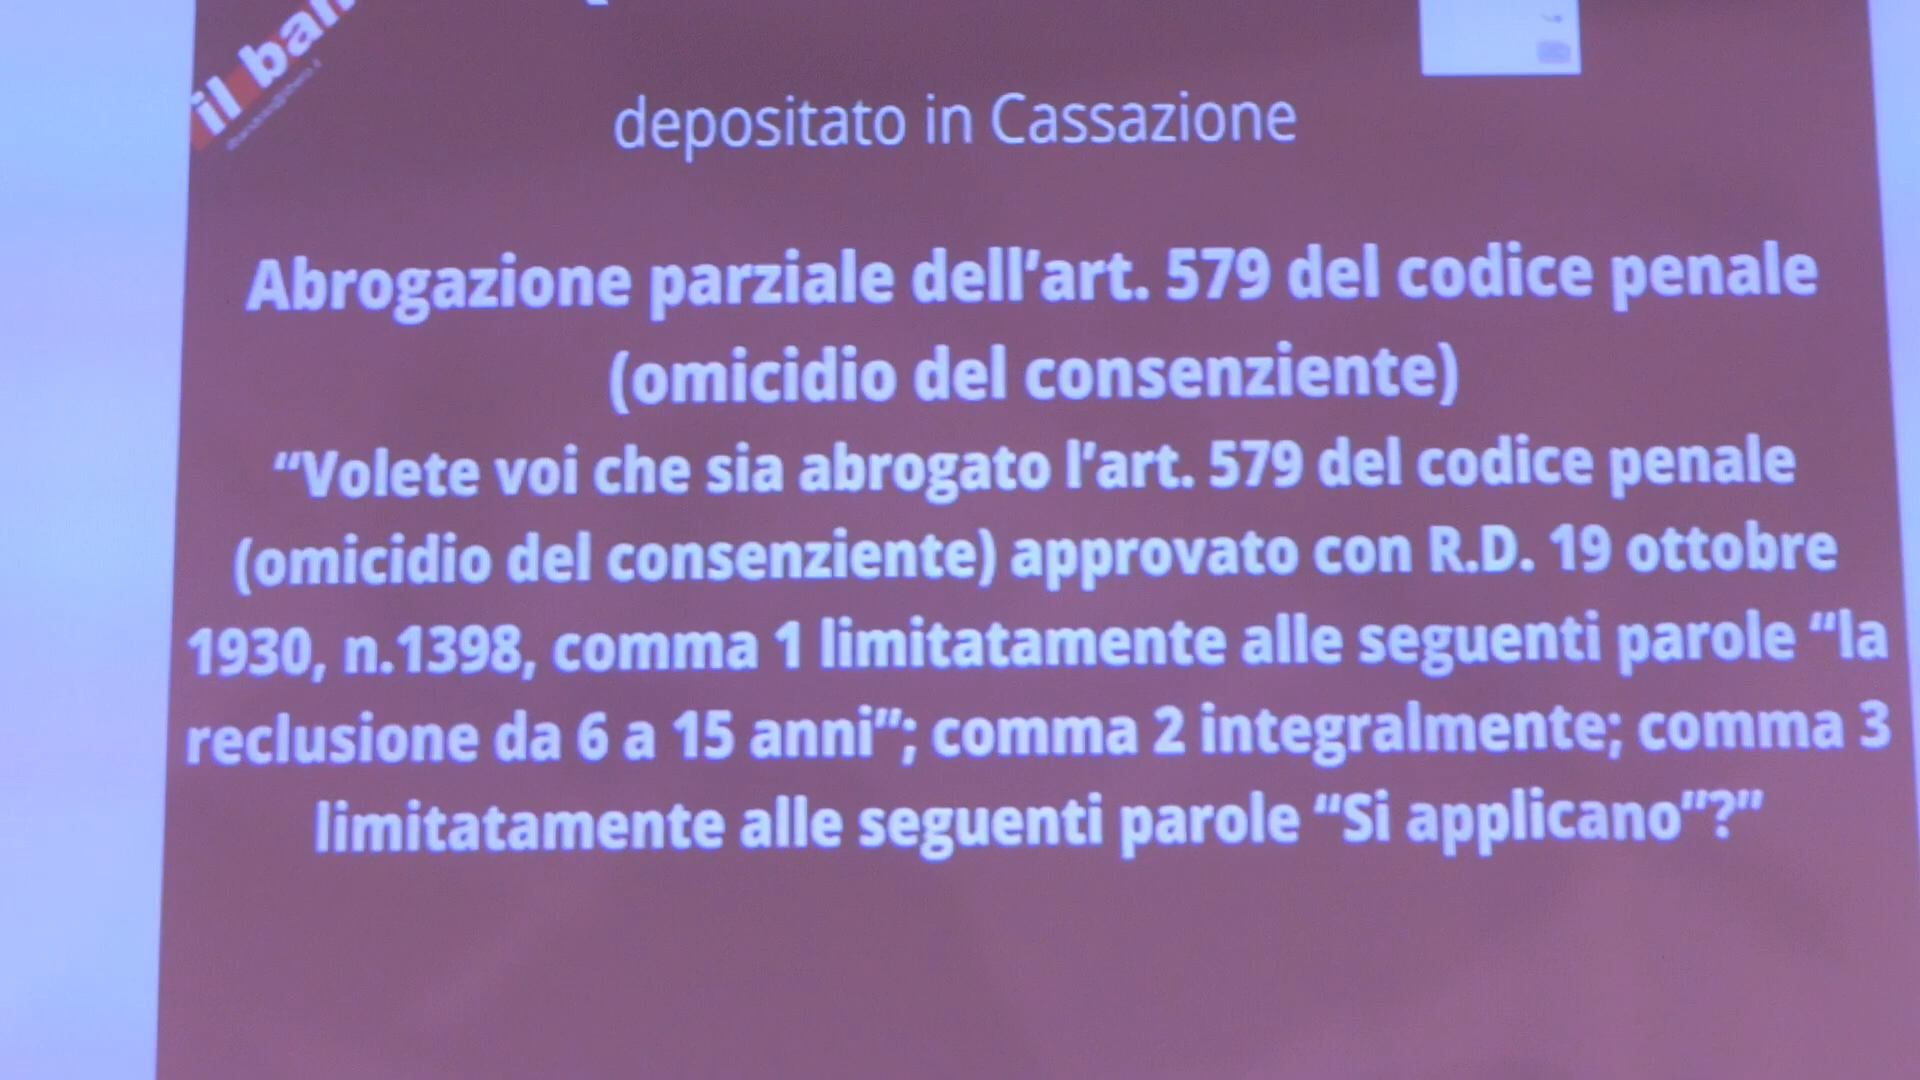 il ban
depositato in Cassazione
Abrogazione parziale dell’art. 579 del codice penale
(omicidio del consenziente)
“Volete voi che sia abrogato l’art. 579 del codice penale
(omicidio del consenziente) approvato con R.D. 19 ottobre
1930, n.1398, comma 1 limitatamente alle seguenti parole “la
reclusione da 6 a 15 anni”; comma 2 integralmente; comma 3
limitatamente alle seguenti parole “Si applicano”?”